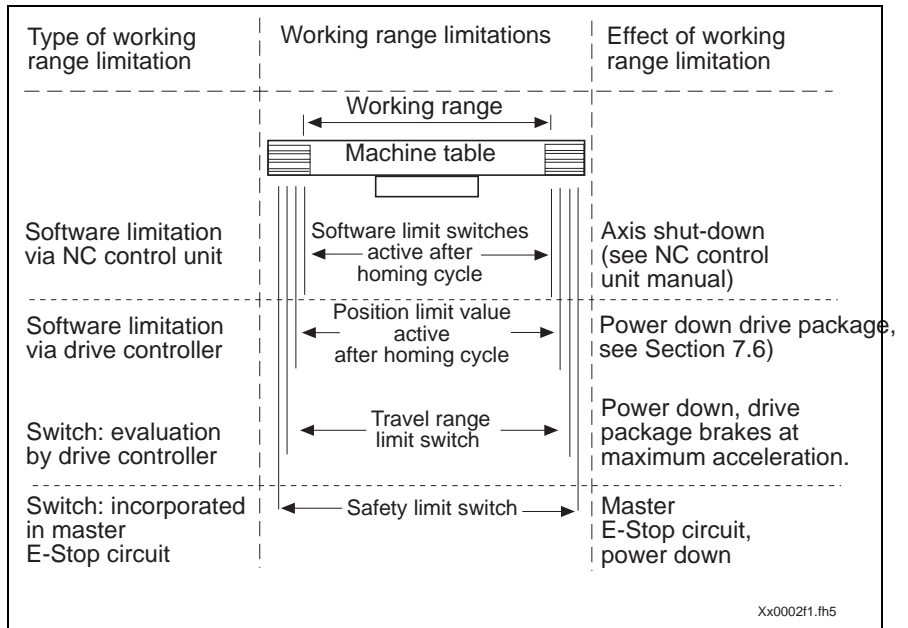 Type of working
range limitation
Working range limitations
Effect of working
range limitation
Working range
Machine table
Software limitation
via NC control unit
Software limit switches
active after
homing cycle
Axis shut-down
(see NC control
unit manual)
Software limitation
via drive controller
Position limit value
active
after homing cycle
Power down drive package,
see Section 7.6)
Switch: evaluation
by drive controller
Travel range
limit switch
Power down, drive
package brakes at
maximum acceleration.
Switch: incorporated
in master
E-Stop circuit
Safety limit switch
Master
E-Stop circuit,
power down
Xx0002f1.fh5